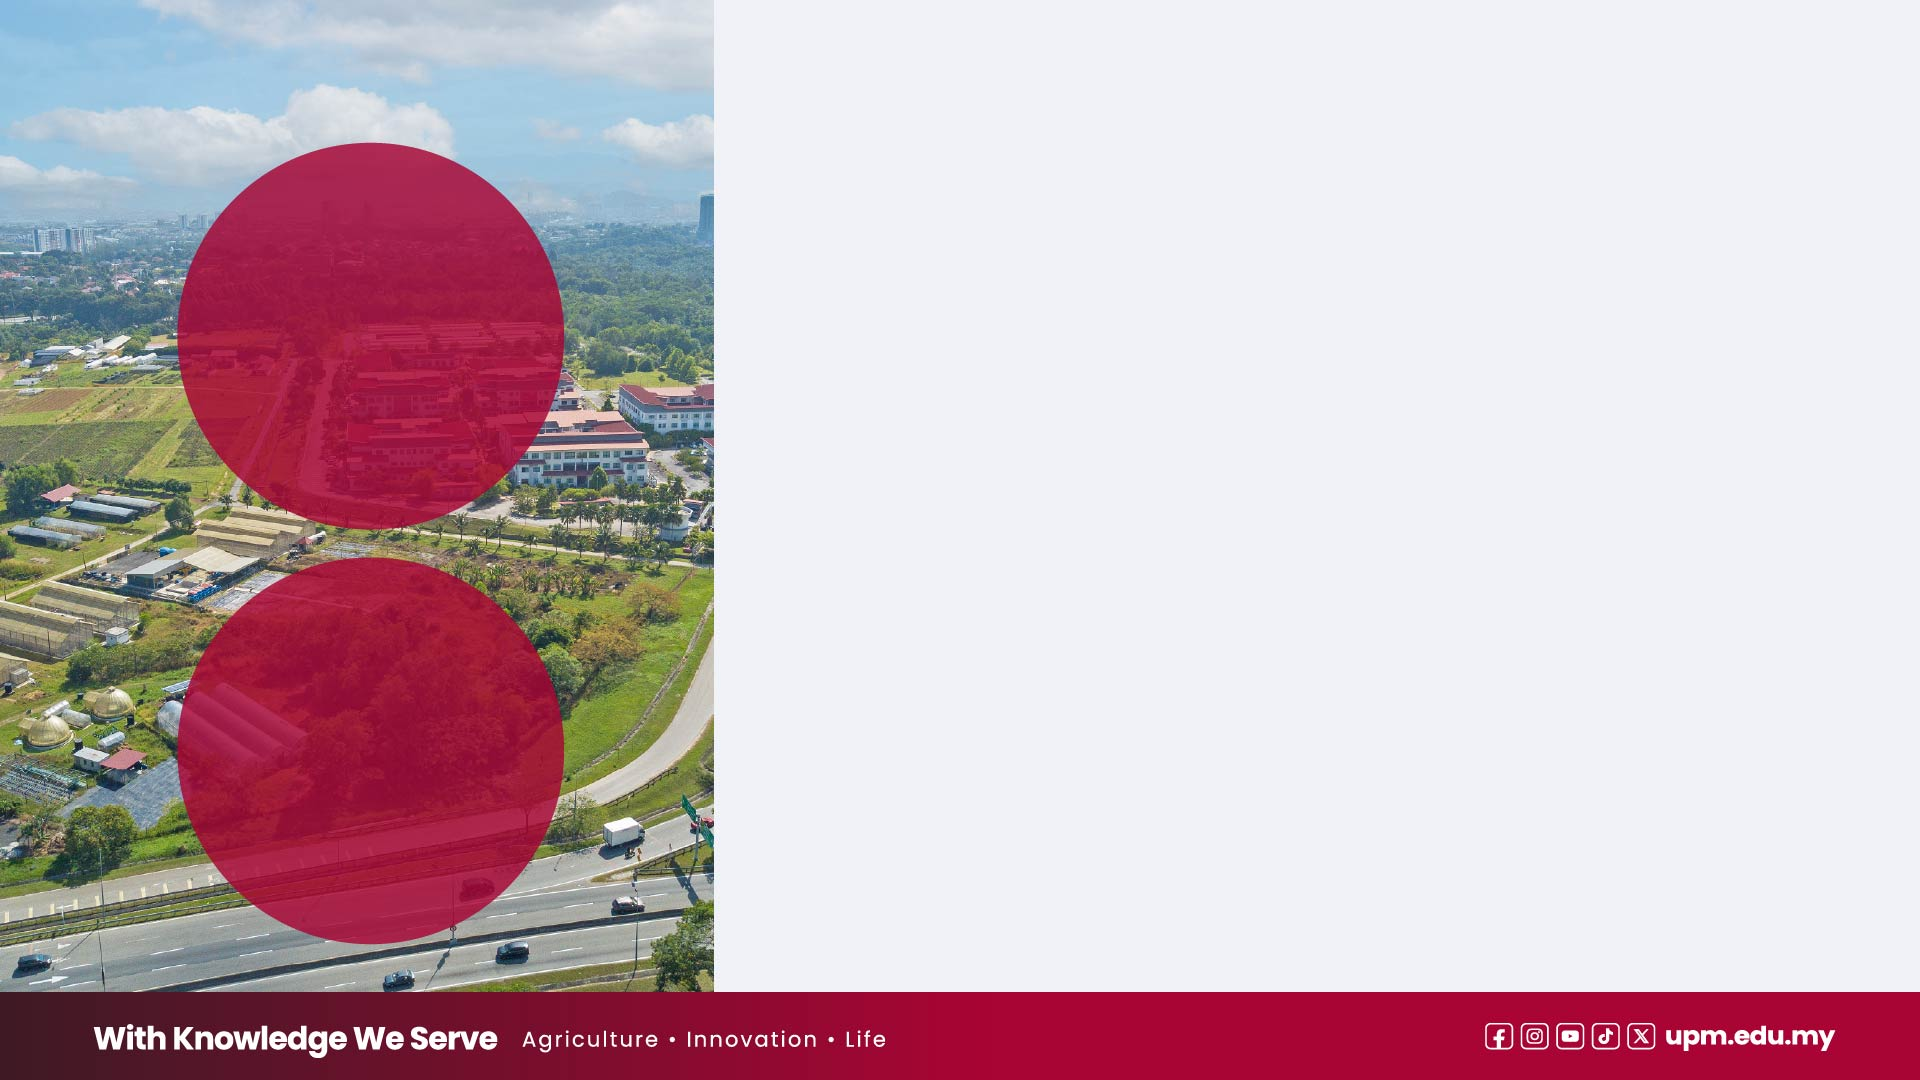 With Knowledge We Serve Agriculture • Innovation • Life upm.edu.my